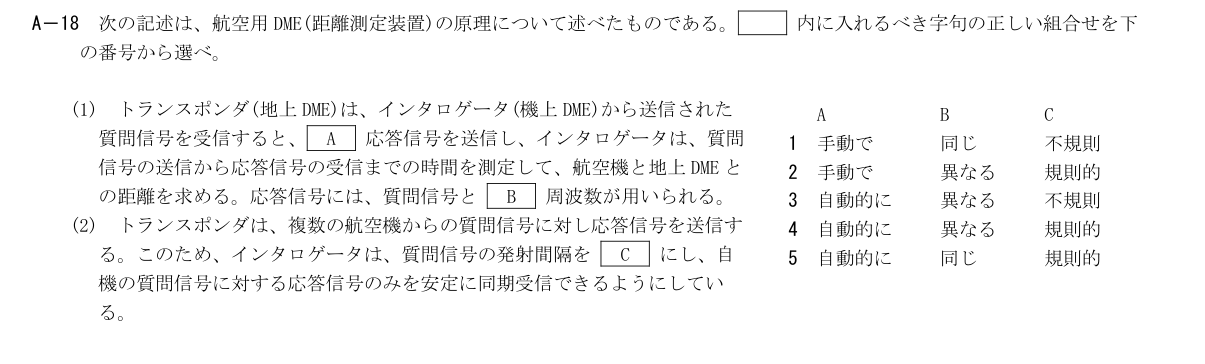 A－18 次の記述は、航空用 DME(距離測定装置)の原理について述べたものである。 内に入れるべき字句の正しい組合せを下
の番号から選べ。
(1) トランスポンダ(地上 DME)は、インタロゲータ(機上 DME)から送信された
質問信号を受信すると、 A 応答信号を送信し、インタロゲータは、質問
信号の送信から応答信号の受信までの時間を測定して、航空機と地上 DME と
の距離を求める。応答信号には、質問信号と B 周波数が用いられる。
(2) トランスポンダは、複数の航空機からの質問信号に対し応答信号を送信す
る。このため、インタロゲータは、質問信号の発射間隔を C にし、自
機の質問信号に対する応答信号のみを安定に同期受信できるようにしてい
る。
A B C
1 手動で 同じ 不規則
2 手動で 異なる 規則的
3 自動的に 異なる 不規則
4 自動的に 異なる 規則的
5 自動的に 同じ 規則的